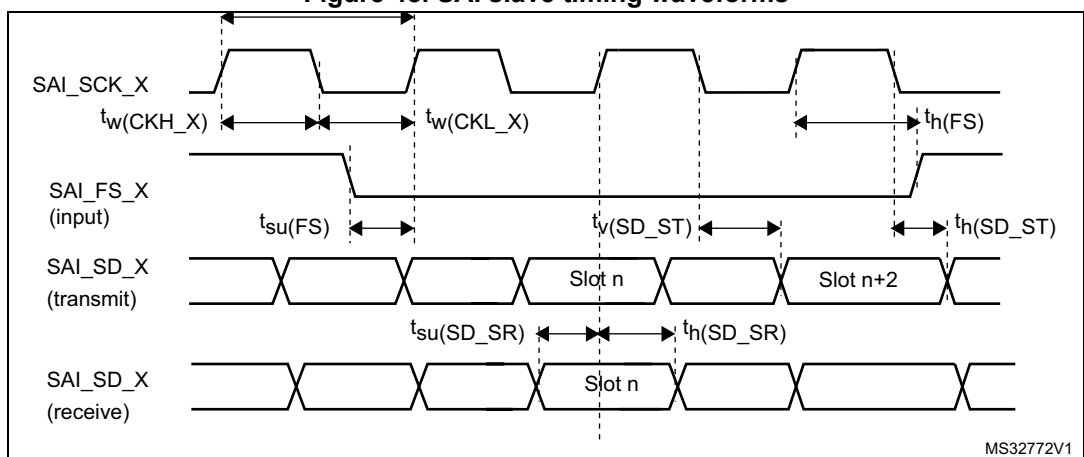 Figure 43. SAI slave timing waveforms
SAI_SCK_X
tw(CKH_X)
tw(CKL_X)
th(FS)
SAI_FS_X
(input)
tsu(FS)
tv(SD_ST)
th(SD_ST)
SAI_SD_X
(transmit)
Slot n
Slot n+2
tsu(SD_SR)
th(SD_SR)
SAI_SD_X
(receive)
Slot n
MS32772V1